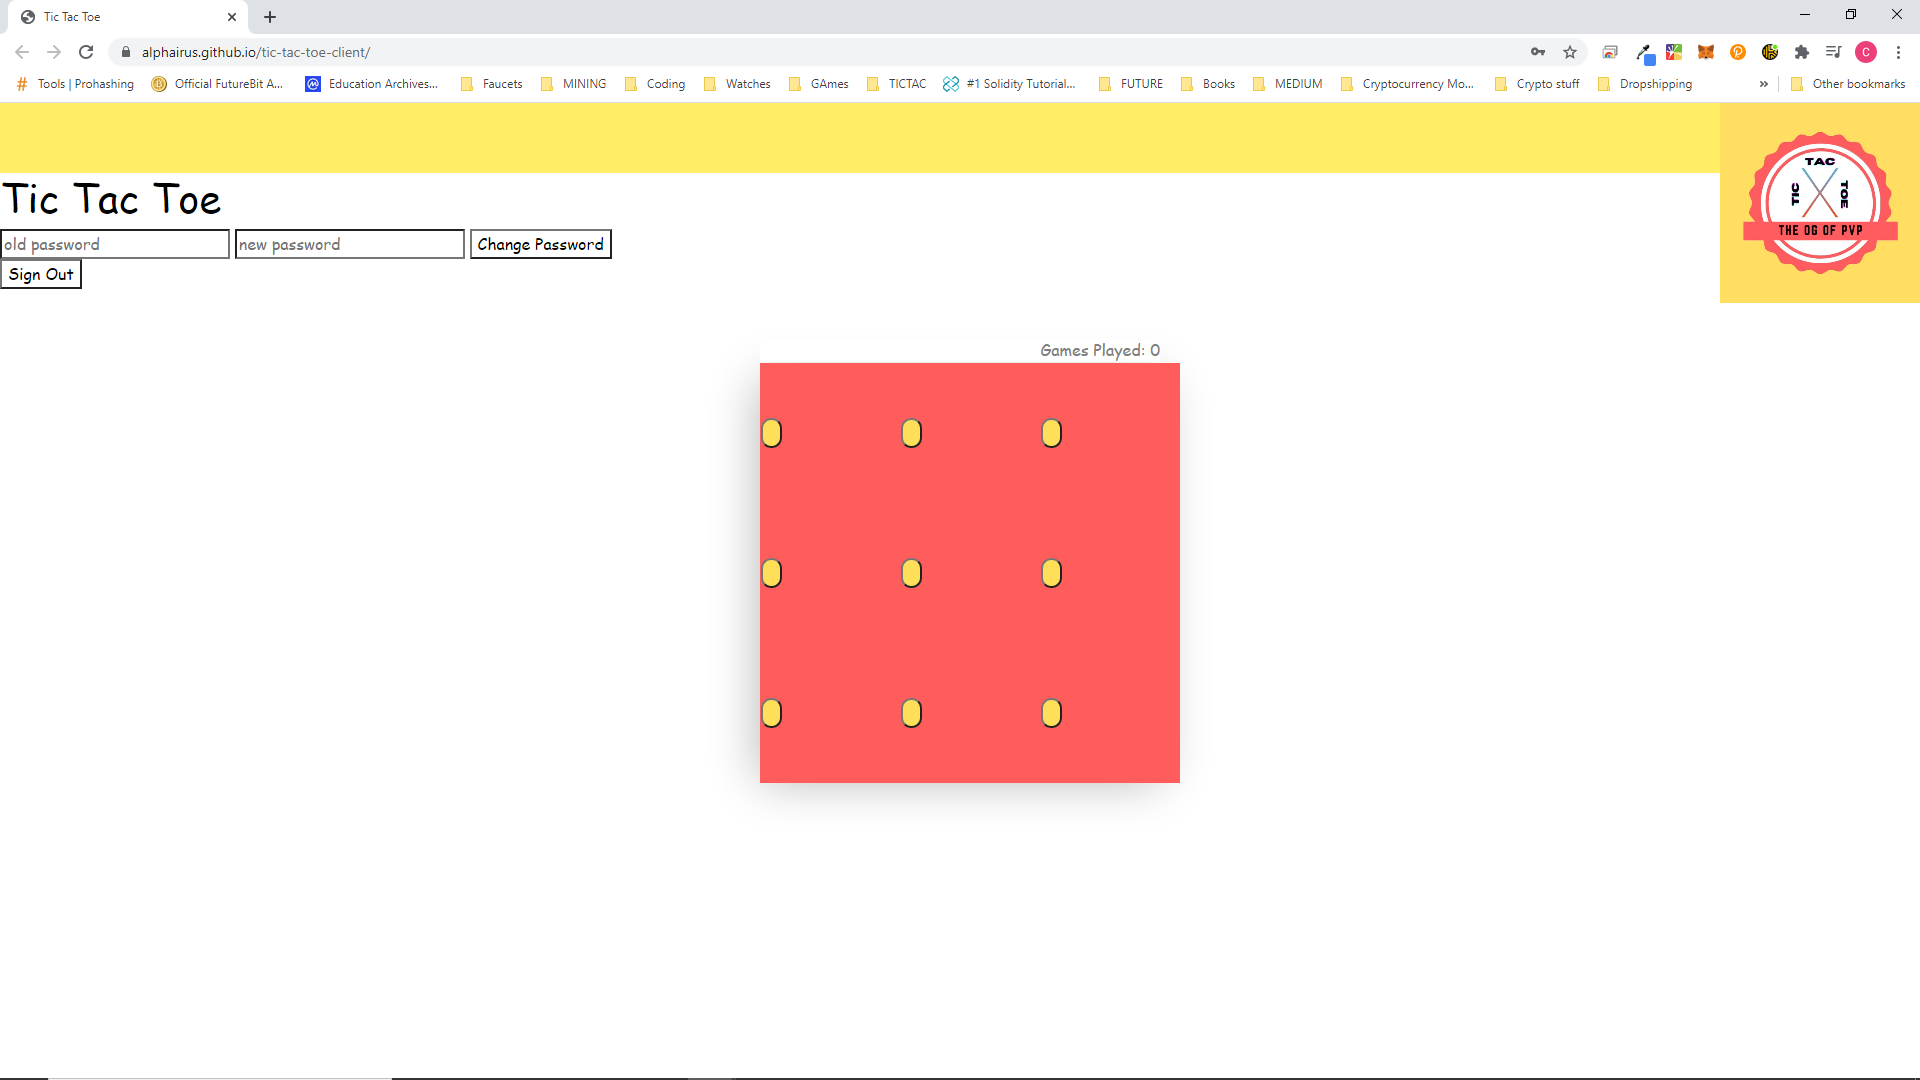 Tic Tac Toe
alphairus.github.io/tic-tac-toe-client/
C
Tools | Prohashing
Official FutureBit A...
Education Archives...
Faucets
MINING
Coding
Watches
GAmes
TICTAC
#1 Solidity Tutorial...
FUTURE
Books
MEDIUM
Cryptocurrency Mo...
Crypto stuff
Dropshipping
»
Other bookmarks
TIC
TAC
TOE
THE OG OF PVP
Tic Tac Toe
old password
new password
Change Password
Sign Out
Games Played: 0